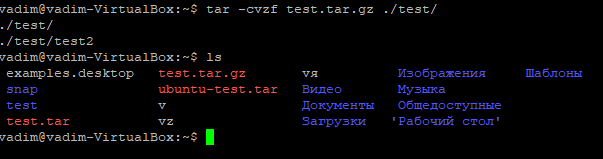 vadim@vadim-VirtualBox:~$ tar -cvzf test.tar.gz ./test/
./test/
./test/test2
vadim@vadim-VirtualBox:~$ ls
examples.desktop test.tar.gz vя Изображения Шаблоны
snap ubuntu-test.tar Видео Музыка
test v Документы Общедоступные
test.tar vz Загрузки 'Рабочий стол'
vadim@vadim-VirtualBox:~$